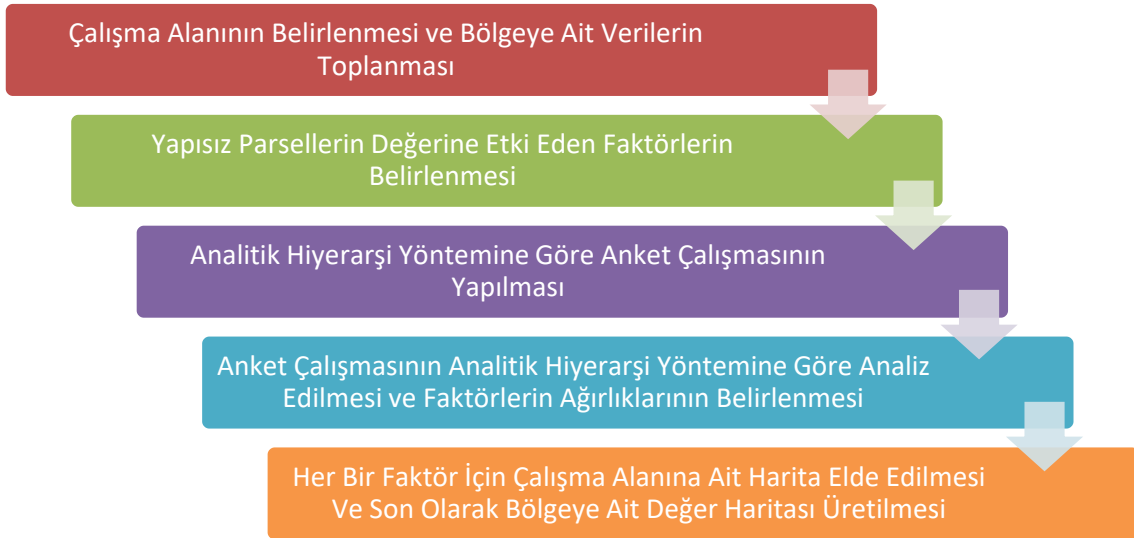 Çalışma Alanının Belirlenmesi ve Bölgeye Ait Verilerin
Toplanması
Yapısız Parsellerin Değerine Etki Eden Faktörlerin
Belirlenmesi
Analitik Hiyerarşi Yöntemine Göre Anket Çalışmasının
Yapılması
Anket Çalışmasının Analitik Hiyerarşi Yöntemine Göre Analiz
Edilmesi ve Faktörlerin Ağırlıklarının Belirlenmesi
Her Bir Faktör İçin Çalışma Alanına Ait Harita Elde Edilmesi
Ve Son Olarak Bölgeye Ait Değer Haritası Üretilmesi